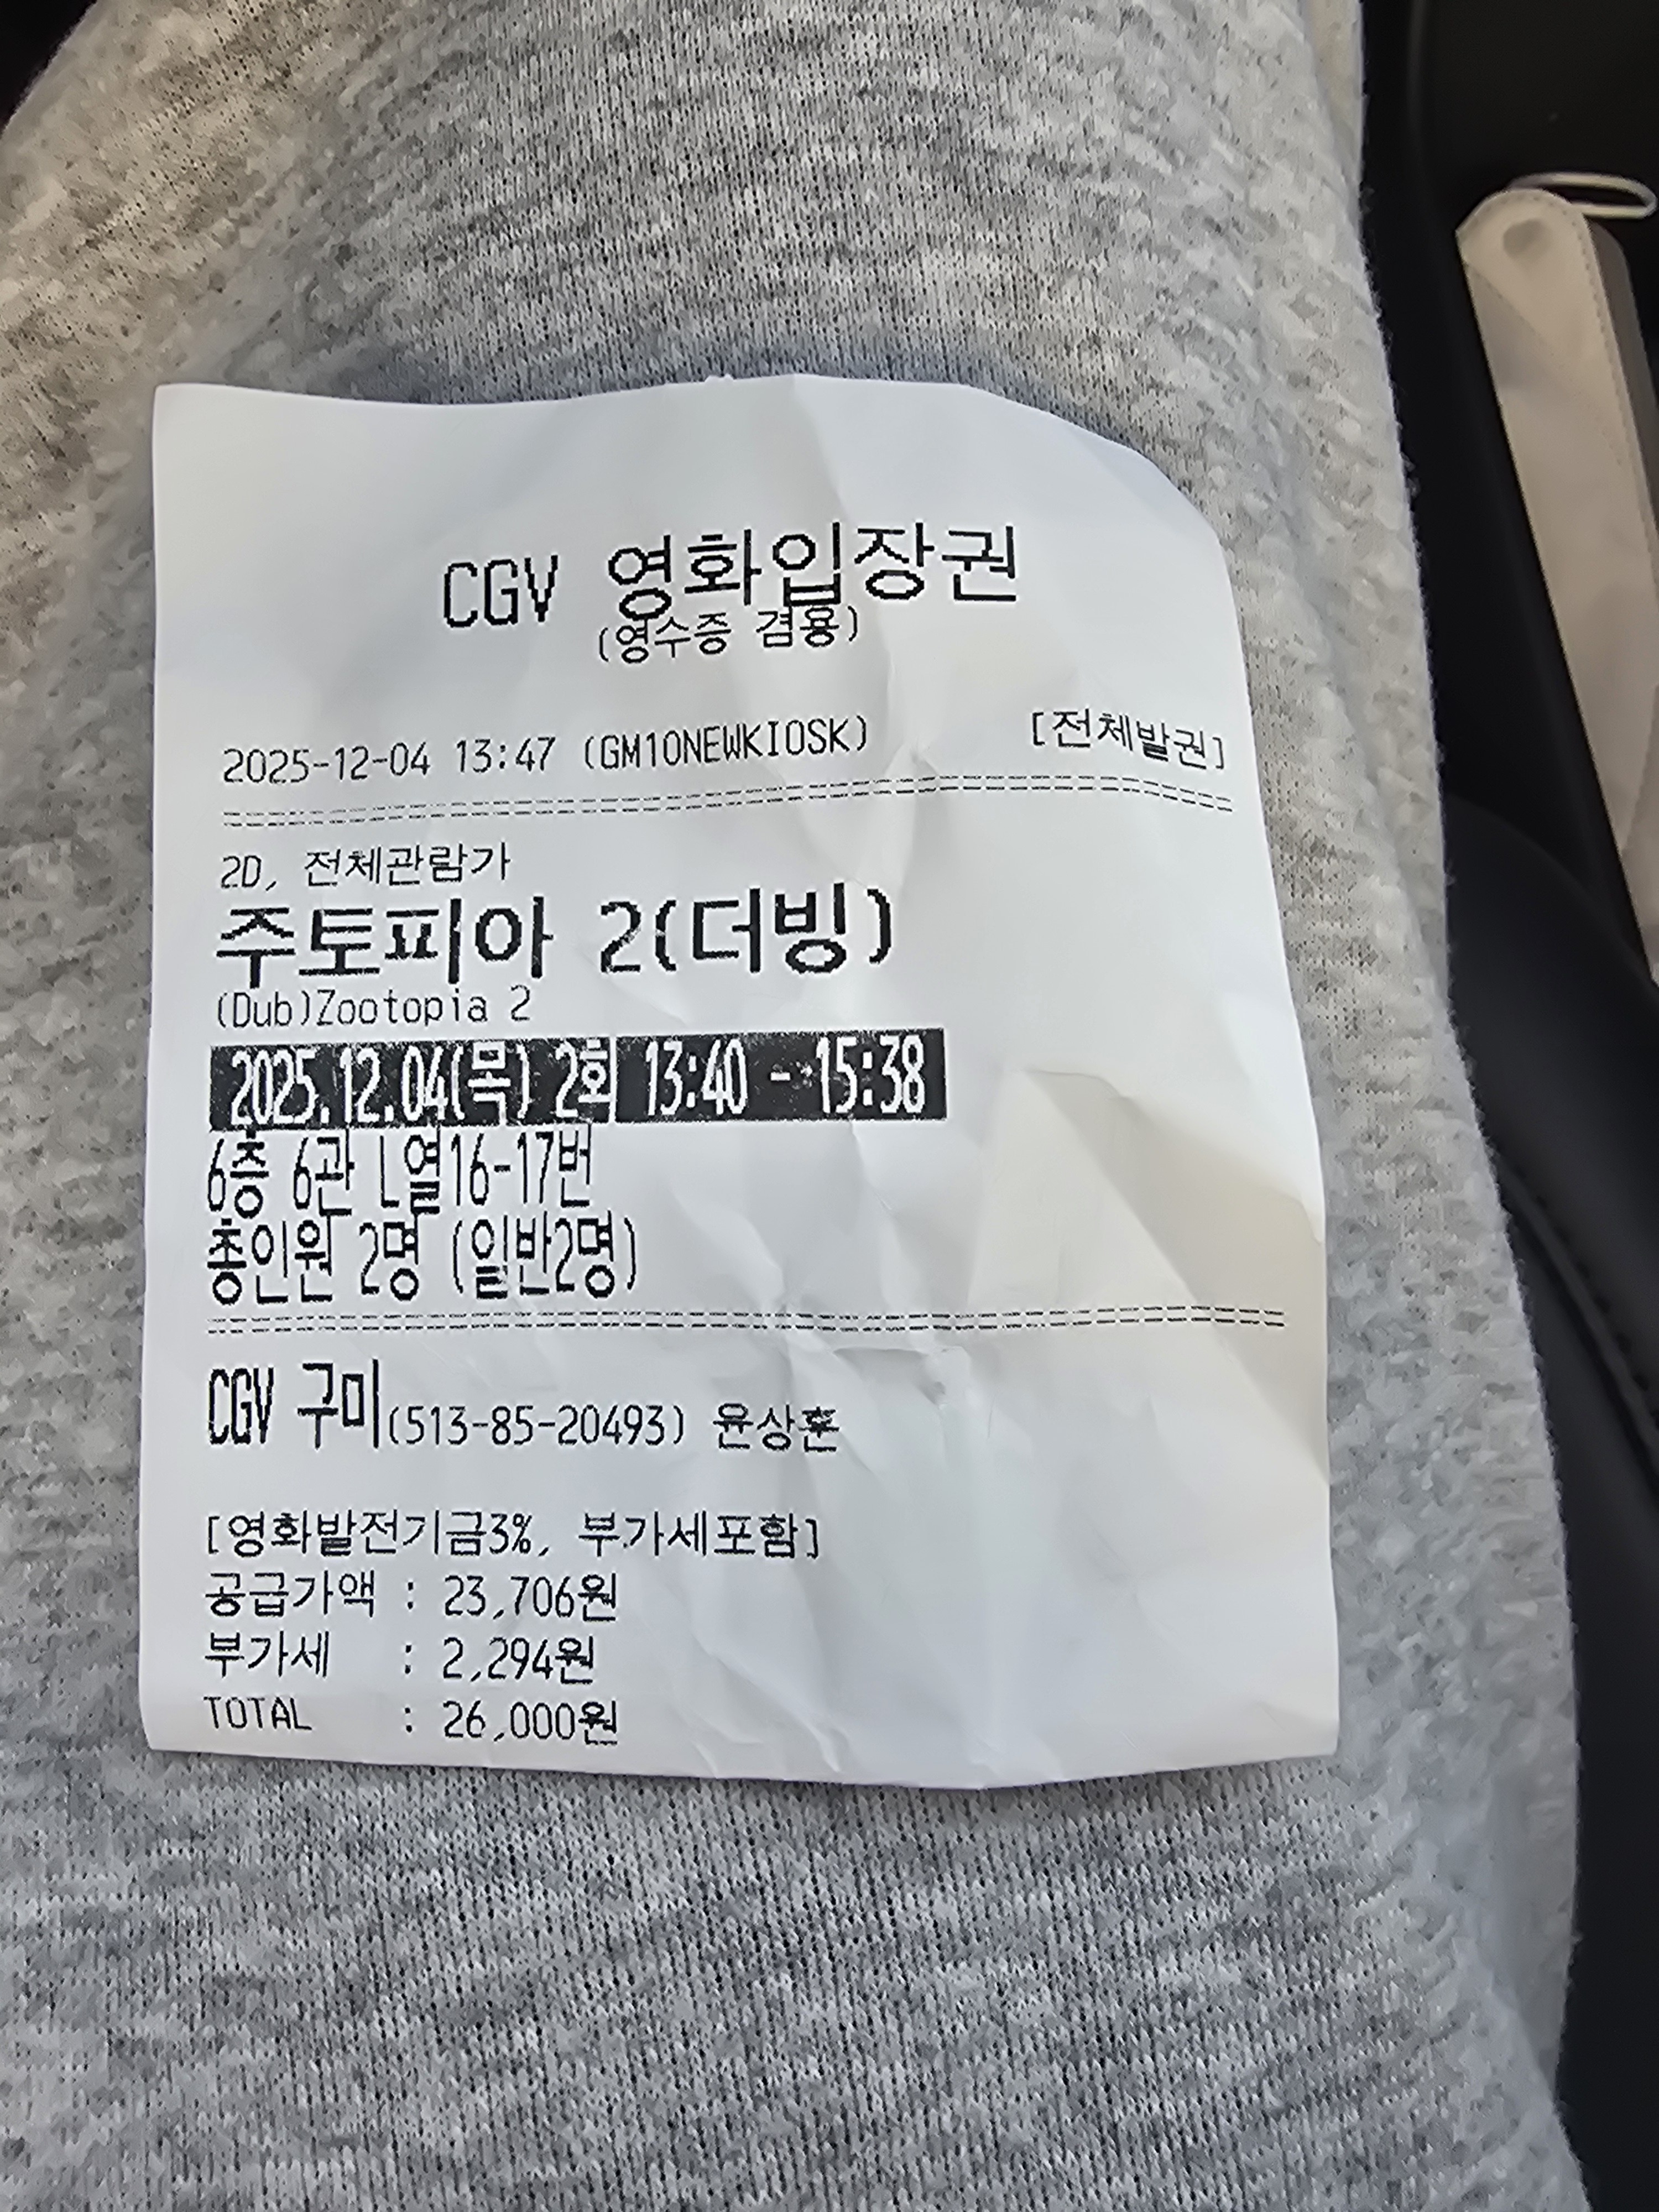 CGV 영화입장권
(영수증 겸용)
2025-12-04 13:47 (GM10NEWKIOSK) [전체발권]
2D, 전체관람가
주토피아 2(더빙)
(Dub)Zootopia 2
2025.12.04(목) 2회 13:40 - 15:38
6층 6관 L열16-17번
총인원 2명 (일반2명)
CGV 구미(513-85-20493) 윤상훈
[영화발전기금3%, 부가세포함]
공급가액 : 23,706원
부가세 : 2,294원
TOTAL : 26,000원